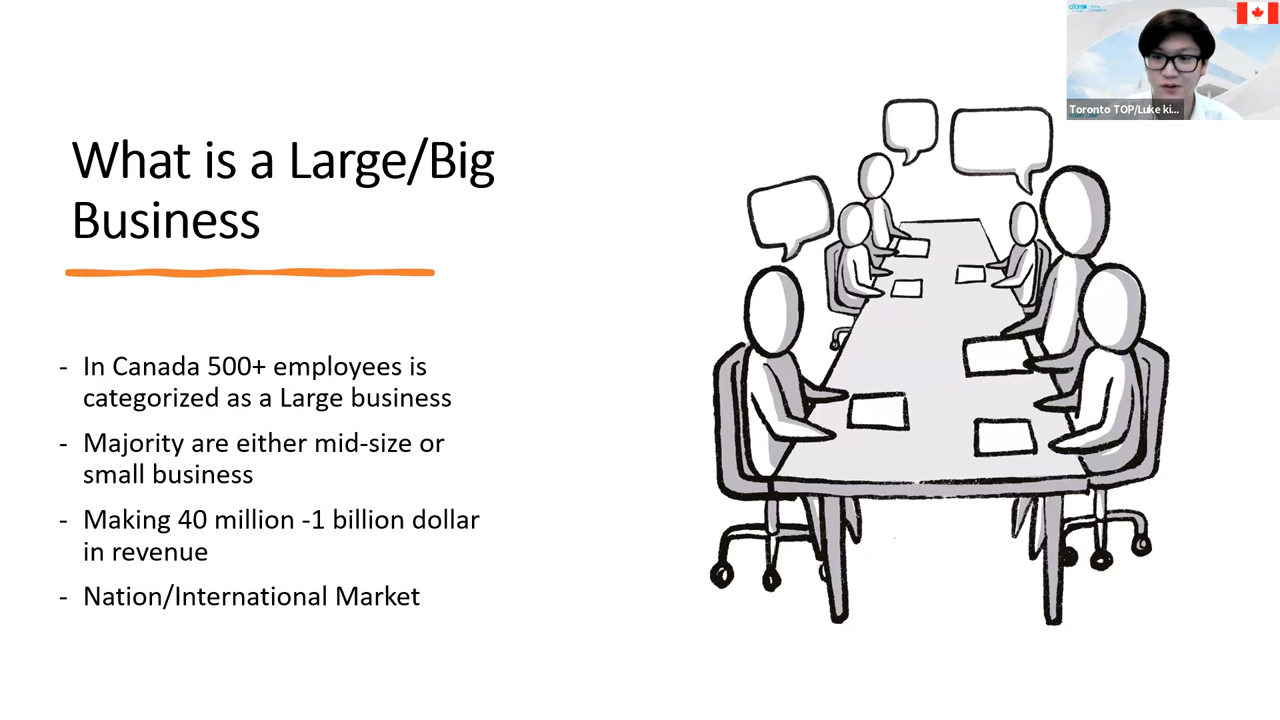 What is a Large/Big
Business
- In Canada 500+ employees is
categorized as a Large business
- Majority are either mid-size or
small business
- Making 40 million -1 billion dollar
in revenue
- Nation/International Market
Toronto TOP/Luke ki...